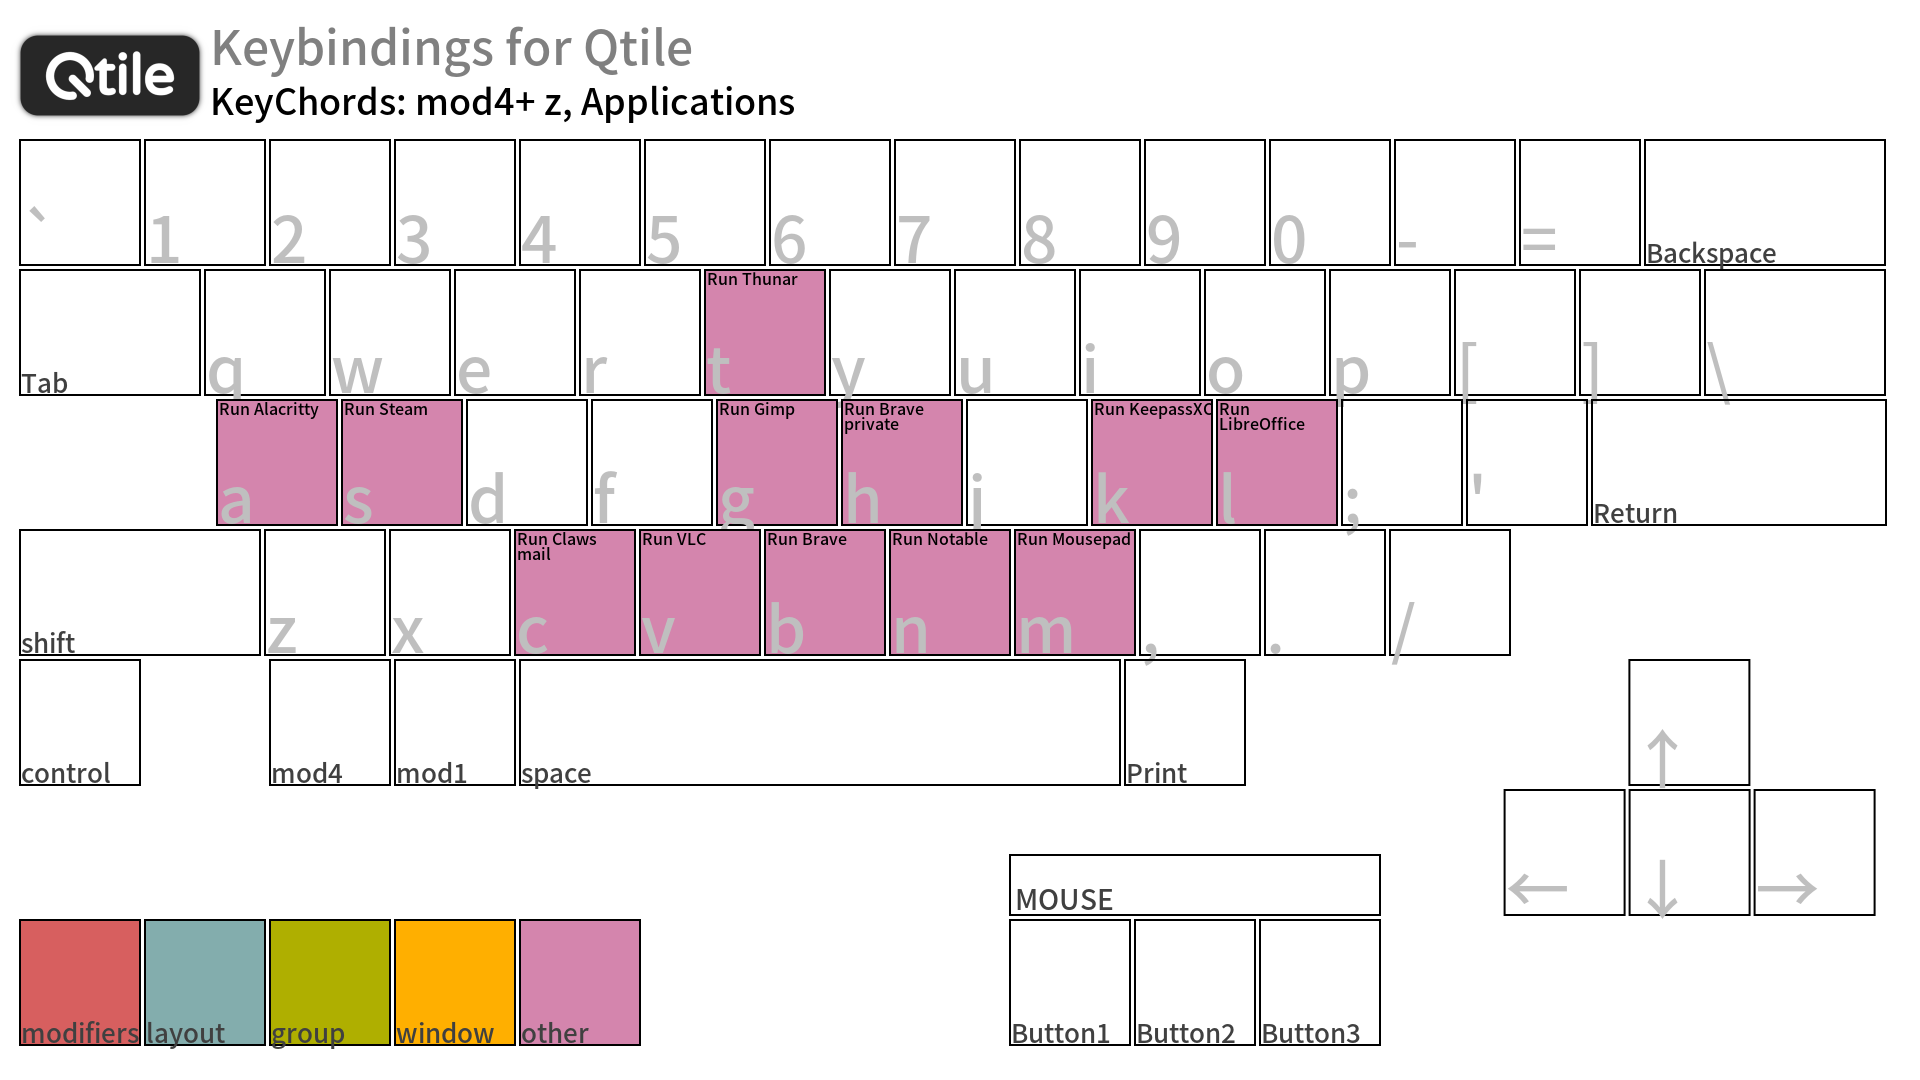 Qtile
Keybindings for Qtile
KeyChords: mod4+ z, Applications
` 1 2 3 4 5 6 7 8 9 0 - = Backspace
Run Thunar
Tab q w e r t y u i o p [ ] \
Run Alacritty Run Steam Run Gimp Run Brave Run KeepassXC Run
private LibreOffice
a s d f g h j k l ; ' Return
Run Claws Run VLC Run Brave Run Notable Run Mousepad
mail
shift z x c v b n m , . /
control mod4 mod1 space Print ↑
← ↓ →
MOUSE
modifiers layout group window other Button1 Button2 Button3